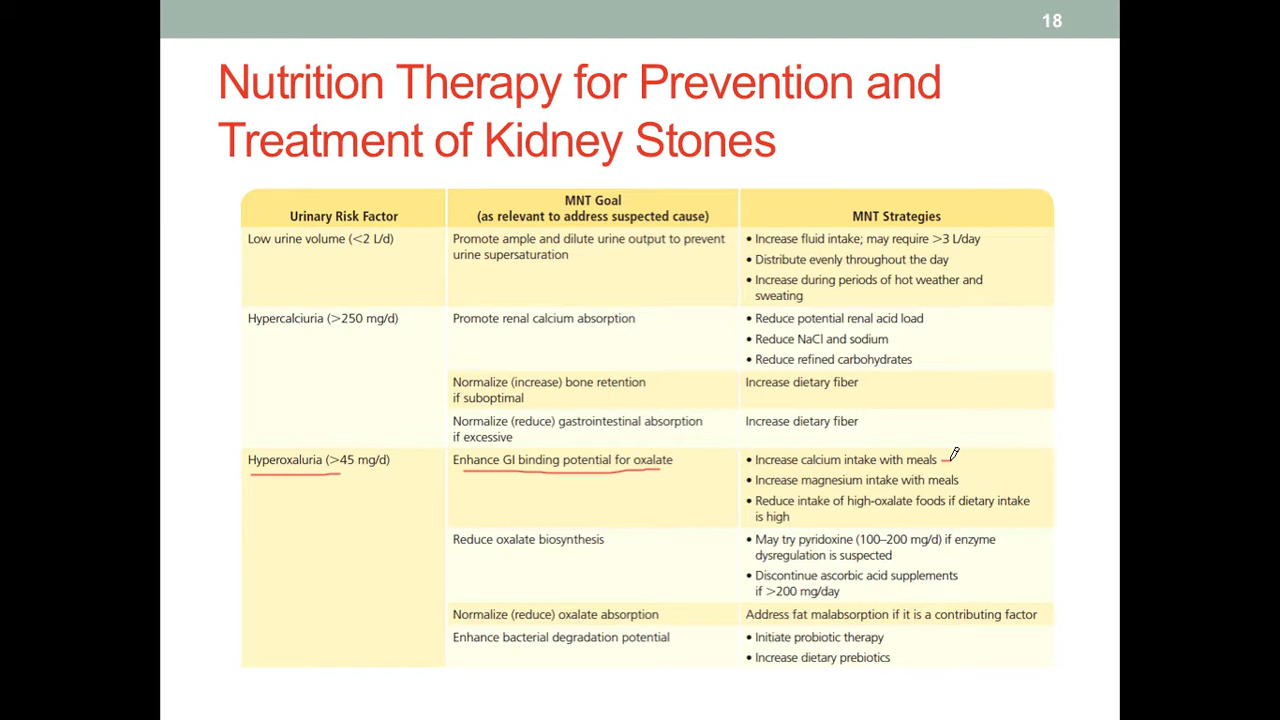 18
Nutrition Therapy for Prevention and
Treatment of Kidney Stones
Urinary Risk Factor
MNT Goal
(as relevant to address suspected cause)
MNT Strategies
Low urine volume (<2 L/d)
Promote ample and dilute urine output to prevent
urine supersaturation
• Increase fluid intake; may require >3 L/day
• Distribute evenly throughout the day
• Increase during periods of hot weather and
sweating
Hypercalciuria (>250 mg/d)
Promote renal calcium absorption
• Reduce potential renal acid load
• Reduce NaCl and sodium
• Reduce refined carbohydrates
Normalize (increase) bone retention
if suboptimal
Increase dietary fiber
Normalize (reduce) gastrointestinal absorption
if excessive
Increase dietary fiber
Hyperoxaluria (>45 mg/d)
Enhance GI binding potential for oxalate
• Increase calcium intake with meals
• Increase magnesium intake with meals
• Reduce intake of high-oxalate foods if dietary intake
is high
Reduce oxalate biosynthesis
• May try pyridoxine (100–200 mg/d) if enzyme
dysregulation is suspected
• Discontinue ascorbic acid supplements
if >200 mg/day
Normalize (reduce) oxalate absorption
Address fat malabsorption if it is a contributing factor
Enhance bacterial degradation potential
• Initiate probiotic therapy
• Increase dietary prebiotics